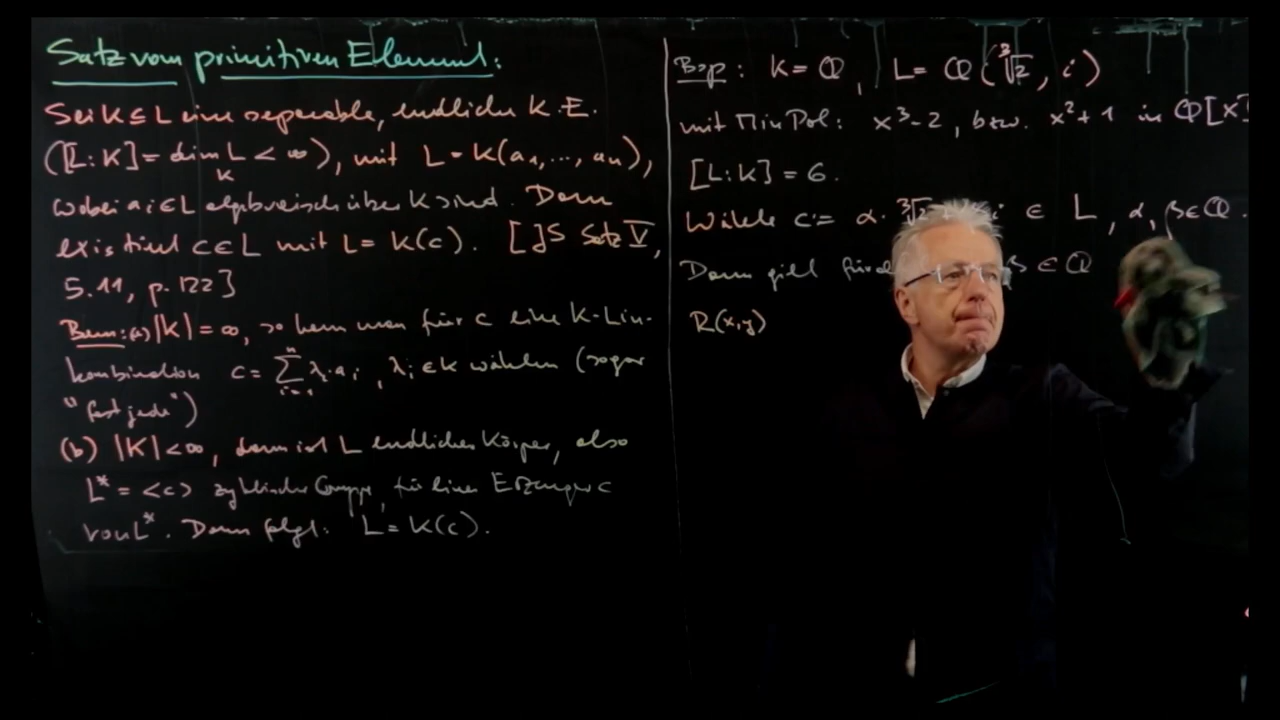 Satz vom primitiven Element:
Sei K ⊆ L eine separable, endliche K.E.
([L:K] = dim_K L < ∞), mit L = K(a₁, ..., aₙ),
wobei aᵢ ∈ L algebraisch über K sind. Dann
existiert c ∈ L mit L = K(c). [JS Satz V,
5.11, p. 122]
Bem: (a) |K| = ∞, so kann man für c eine K-Lin-
kombination c = ∑ᵢ₌₁ⁿ λᵢ·aᵢ, λᵢ ∈ K wählen (sogar
"fast jede")
(b) |K| < ∞, dann ist L endlicher Körper, also
L* = <c> zyklische Gruppe, für einen Erzeuger c
von L*. Dann folgt: L = K(c).
Bsp: K = ℚ, L = ℚ(∛2, i)
mit MinPol: x³-2, bzw. x²+1 in ℚ[x]
[L:K] = 6.
Wähle c := α·∛2 i ∈ L, α, β ∈ ℚ.
Dann gilt für β ∈ ℚ
R(x,y)